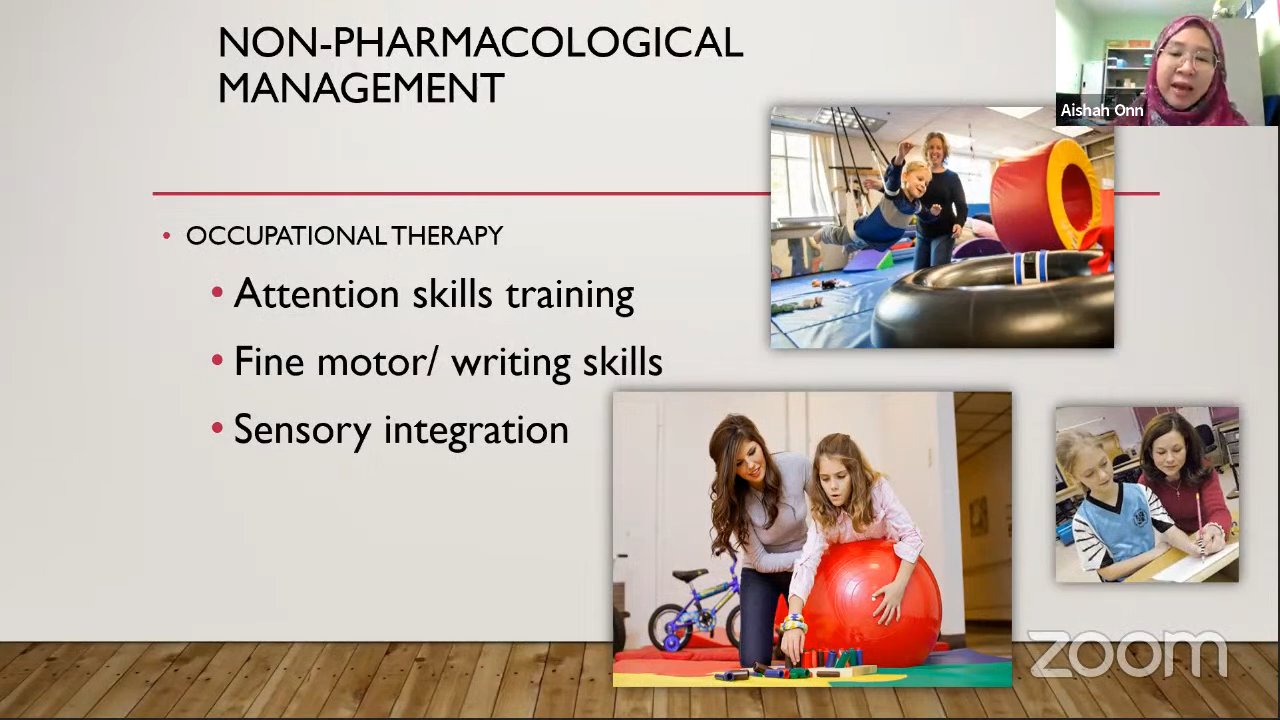 NON-PHARMACOLOGICAL
MANAGEMENT
Aishah Onn
• OCCUPATIONAL THERAPY
• Attention skills training
• Fine motor/ writing skills
• Sensory integration
zoom